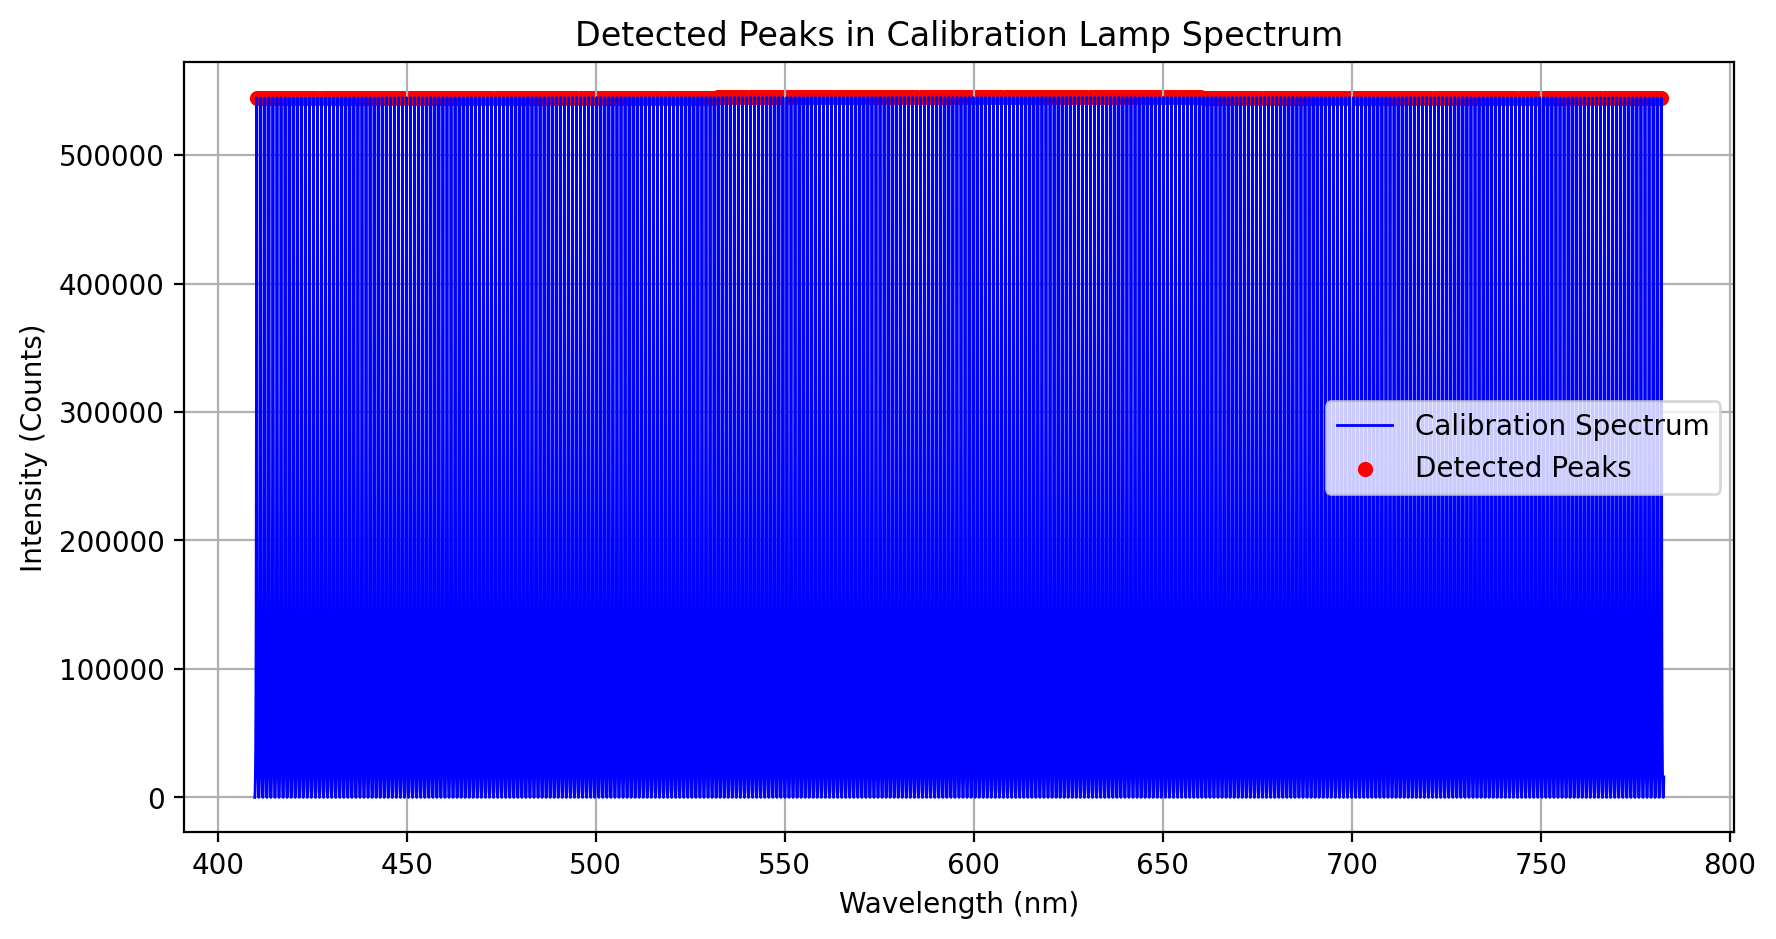 Detected Peaks in Calibration Lamp Spectrum
Intensity (Counts)
500000
400000
300000
200000
100000
0
Calibration Spectrum
Detected Peaks
400 450 500 550 600 650 700 750 800
Wavelength (nm)